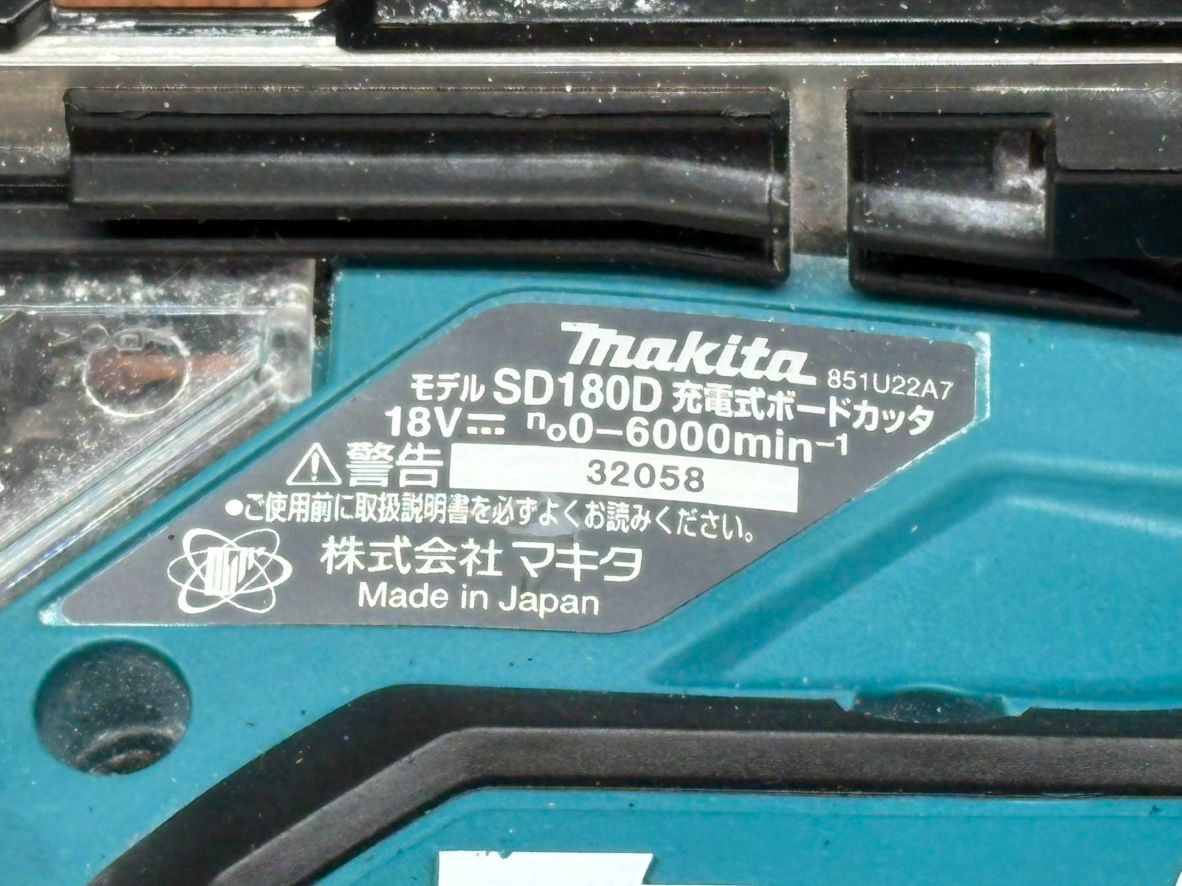 makita 851U22A7
モデル SD180D 充電式ボードカッタ
18V⎓ n₀0−6000min⁻¹
⚠警告 32058
●ご使用前に取扱説明書を必ずよくお読みください。
株式会社マキタ
Made in Japan